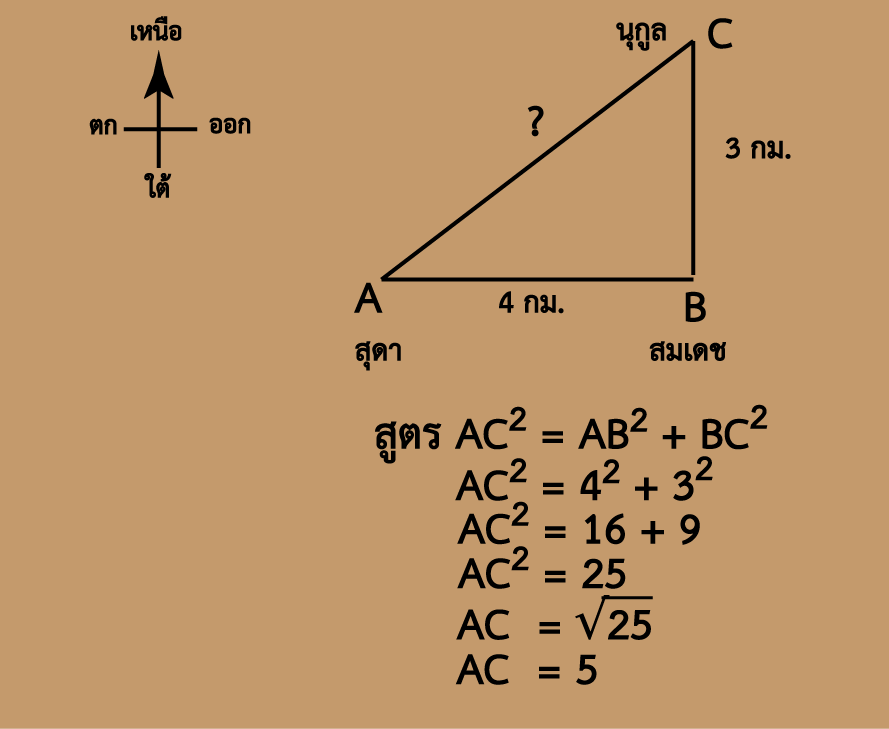 เหนือ
ตก ออก
ใต้
นุกูล C
?
3 กม.
A 4 กม. B
สุดา สมเดช
สูตร AC² = AB² + BC²
AC² = 4² + 3²
AC² = 16 + 9
AC² = 25
AC = √25
AC = 5